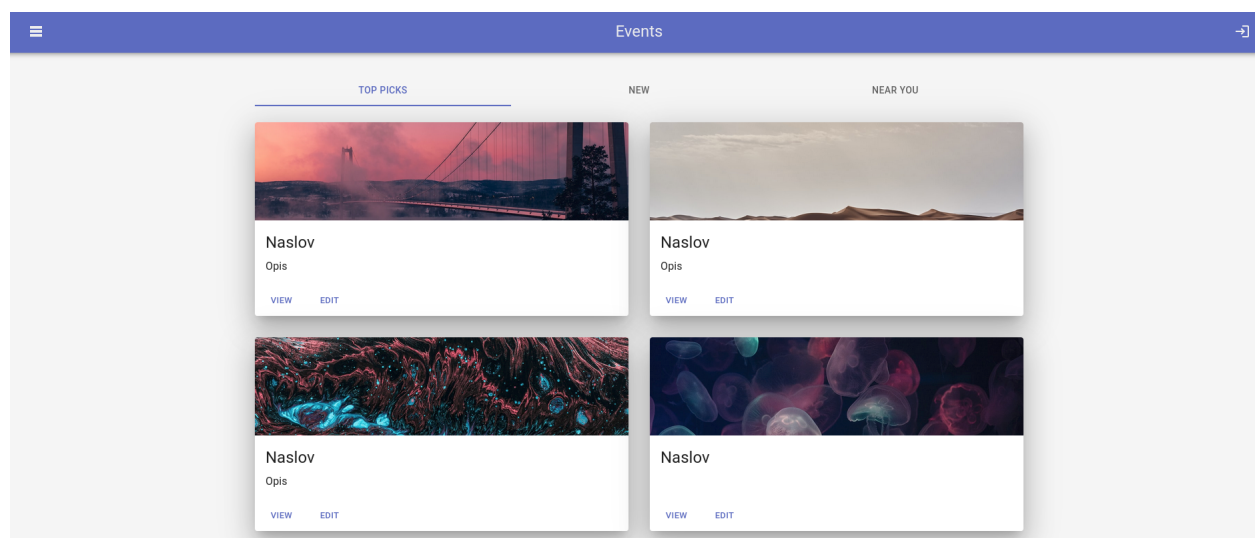 Events
TOP PICKS NEW NEAR YOU
Naslov
Opis
VIEW EDIT
Naslov
Opis
VIEW EDIT
Naslov
Opis
VIEW EDIT
Naslov
VIEW EDIT